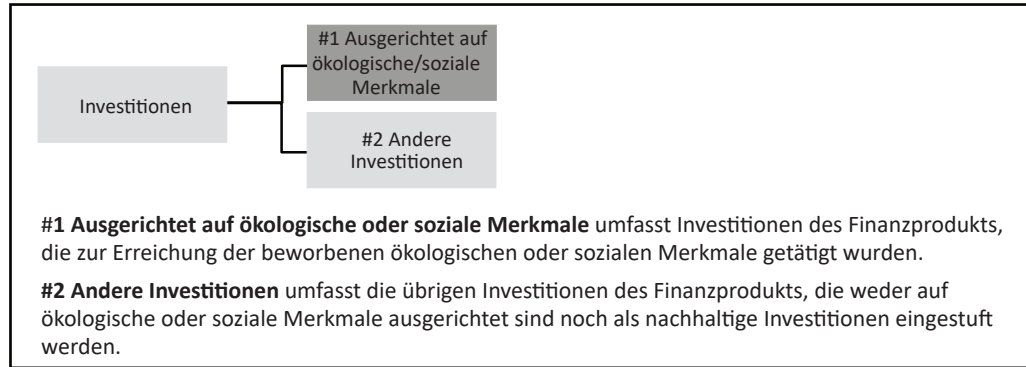 #1 Ausgerichtet auf
ökologische/soziale
Merkmale
Investitionen
#2 Andere
Investitionen
#1 Ausgerichtet auf ökologische oder soziale Merkmale umfasst Investitionen des Finanzprodukts,
die zur Erreichung der beworbenen ökologischen oder sozialen Merkmale getätigt wurden.
#2 Andere Investitionen umfasst die übrigen Investitionen des Finanzprodukts, die weder auf
ökologische oder soziale Merkmale ausgerichtet sind noch als nachhaltige Investitionen eingestuft
werden.